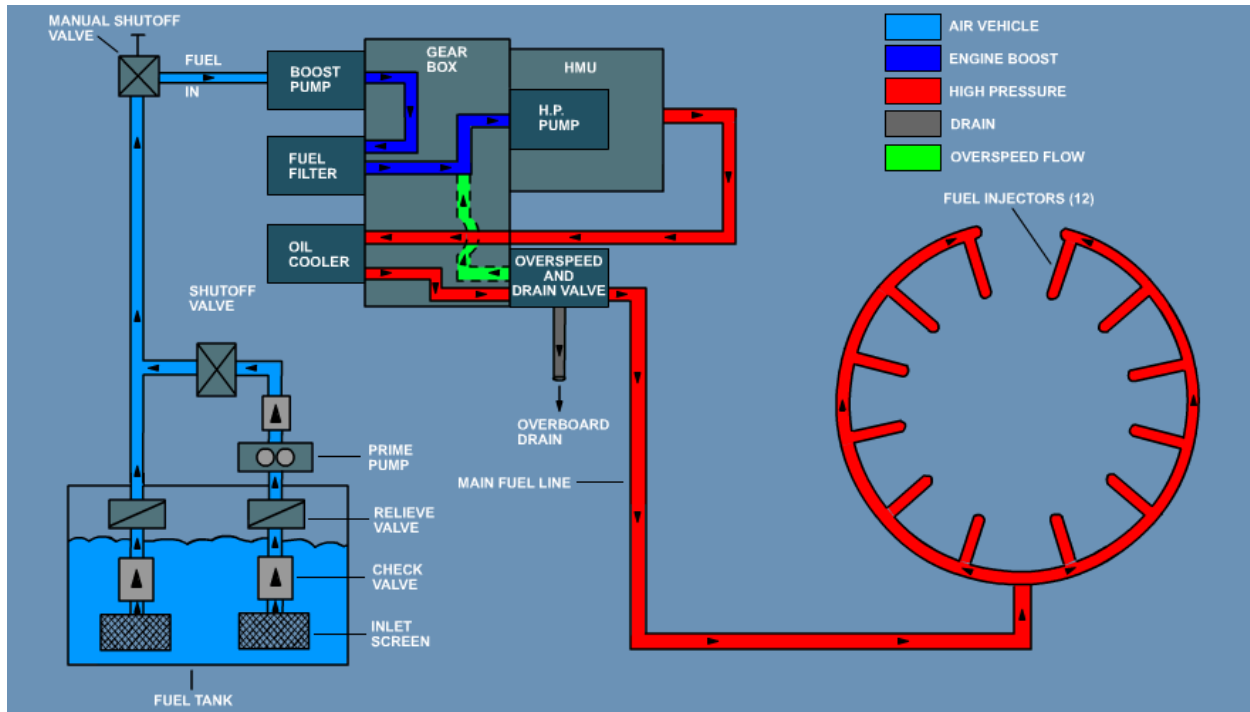 MANUAL SHUTOFF
VALVE
FUEL
IN
BOOST
PUMP
GEAR
BOX
HMU
H.P.
PUMP
FUEL
FILTER
OIL
COOLER
OVERSPEED
AND
DRAIN VALVE
SHUTOFF
VALVE
OVERBOARD
DRAIN
PRIME
PUMP
MAIN FUEL LINE
RELIEVE
VALVE
CHECK
VALVE
INLET
SCREEN
FUEL TANK
AIR VEHICLE
ENGINE BOOST
HIGH PRESSURE
DRAIN
OVERSPEED FLOW
FUEL INJECTORS (12)